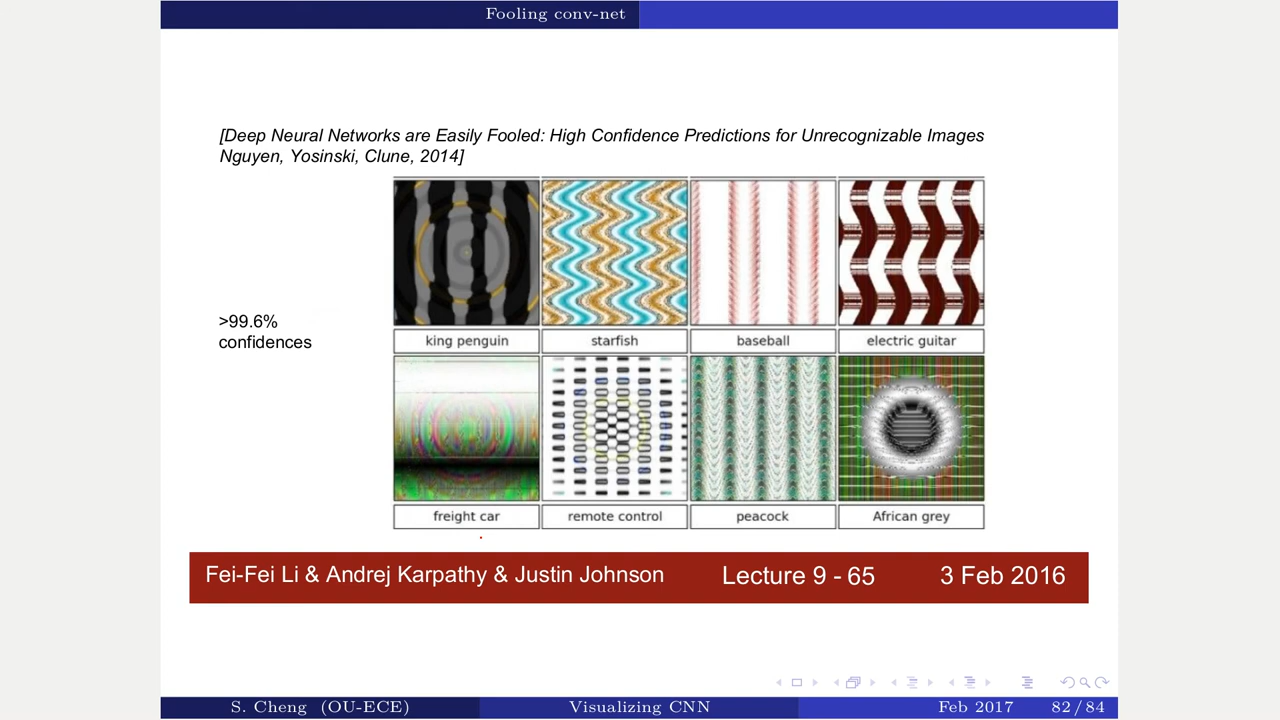 Fooling conv-net
[Deep Neural Networks are Easily Fooled: High Confidence Predictions for Unrecognizable Images
Nguyen, Yosinski, Clune, 2014]
>99.6%
confidences
king penguin
starfish
baseball
electric guitar
freight car
remote control
peacock
African grey
Fei-Fei Li & Andrej Karpathy & Justin Johnson
Lecture 9 - 65
3 Feb 2016
S. Cheng (OU-ECE)
Visualizing CNN
Feb 2017
82 / 84